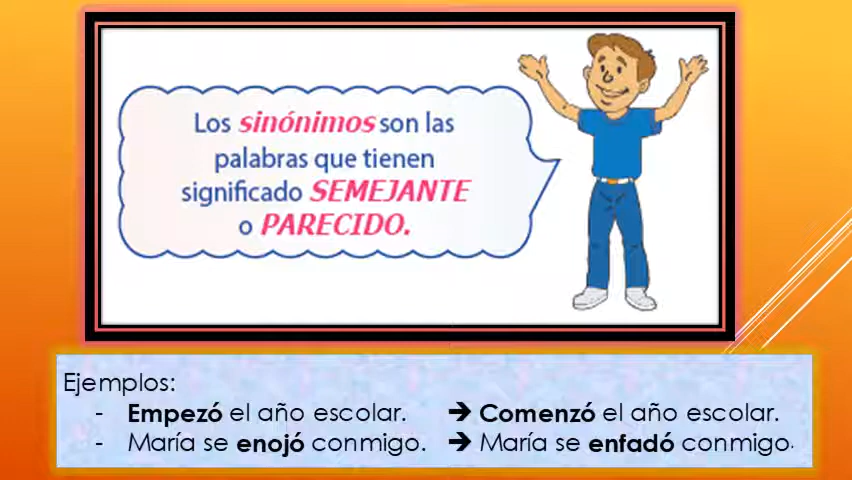 Los sinónimos son las
palabras que tienen
significado SEMEJANTE
o PARECIDO.
Ejemplos:
- Empezó el año escolar. ➔ Comenzó el año escolar.
- María se enojó conmigo. ➔ María se enfadó conmigo.